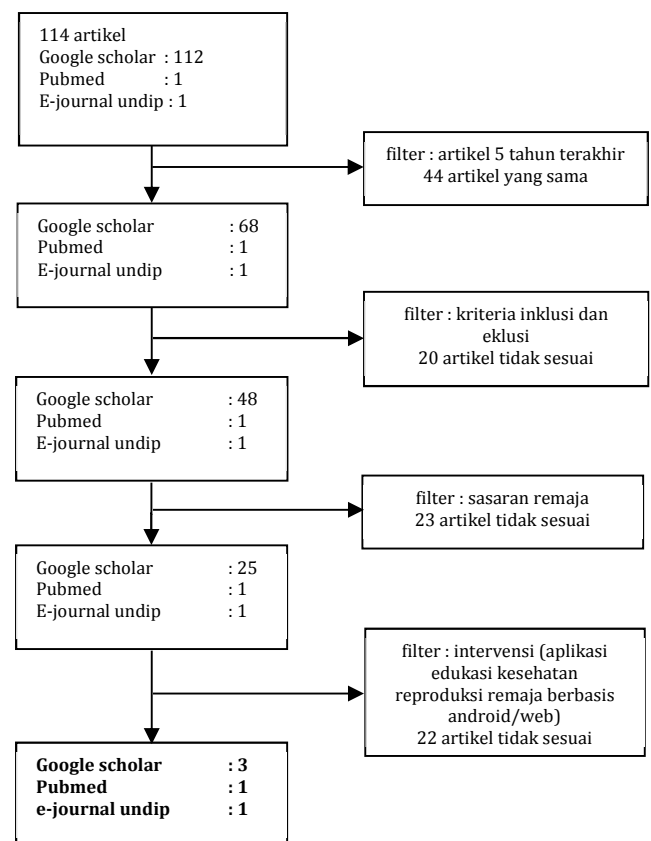 114 artikel
Google scholar : 112
Pubmed : 1
E-journal undip : 1
filter : artikel 5 tahun terakhir
44 artikel yang sama
Google scholar : 68
Pubmed : 1
E-journal undip : 1
filter : kriteria inklusi dan
eklusi
20 artikel tidak sesuai
Google scholar : 48
Pubmed : 1
E-journal undip : 1
filter : sasaran remaja
23 artikel tidak sesuai
Google scholar : 25
Pubmed : 1
E-journal undip : 1
filter : intervensi (aplikasi
edukasi kesehatan
reproduksi remaja berbasis
android/web)
22 artikel tidak sesuai
Google scholar : 3
Pubmed : 1
e-journal undip : 1